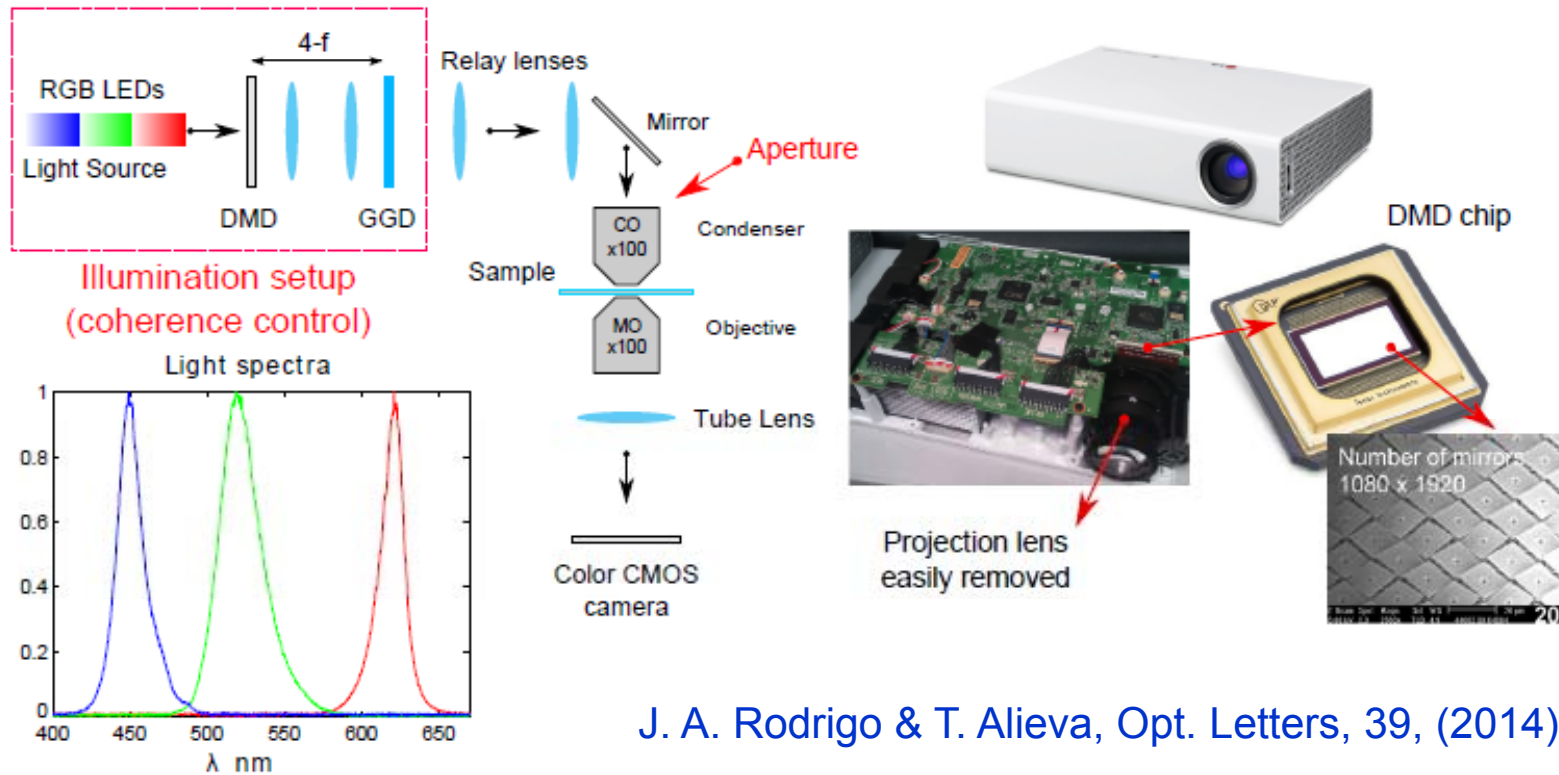 4-f
RGB LEDs
Light Source
DMD
GGD
Relay lenses
Mirror
Aperture
CO
x100
Condenser
Sample
MO
x100
Objective
Tube Lens
Color CMOS
camera
Illumination setup
(coherence control)
Light spectra
1
0.8
0.6
0.4
0.2
0
400
450
500
550
600
650
λ nm
DMD chip
Projection lens
easily removed
Number of mirrors
1080 x 1920
20
J. A. Rodrigo & T. Alieva, Opt. Letters, 39, (2014)